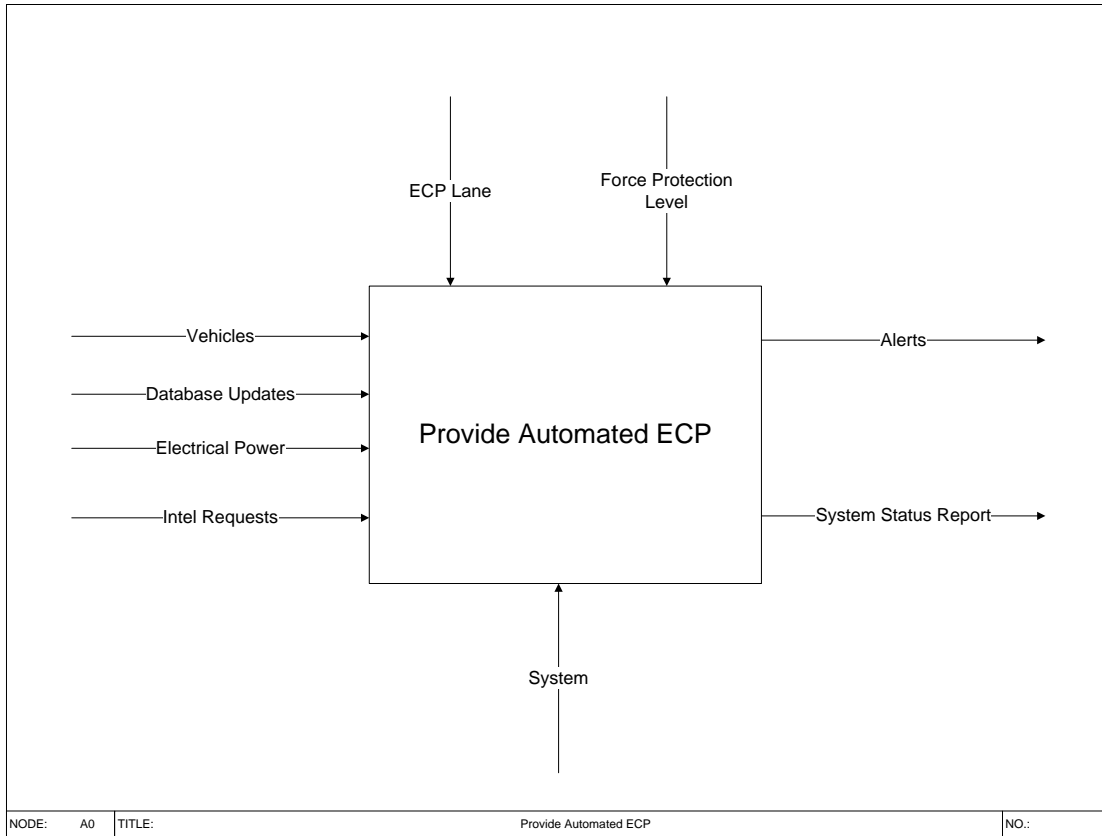 ECP Lane
Force Protection
Level
Vehicles
Database Updates
Electrical Power
Intel Requests
Provide Automated ECP
Alerts
System Status Report
System
NODE: A0 TITLE: Provide Automated ECP NO.: